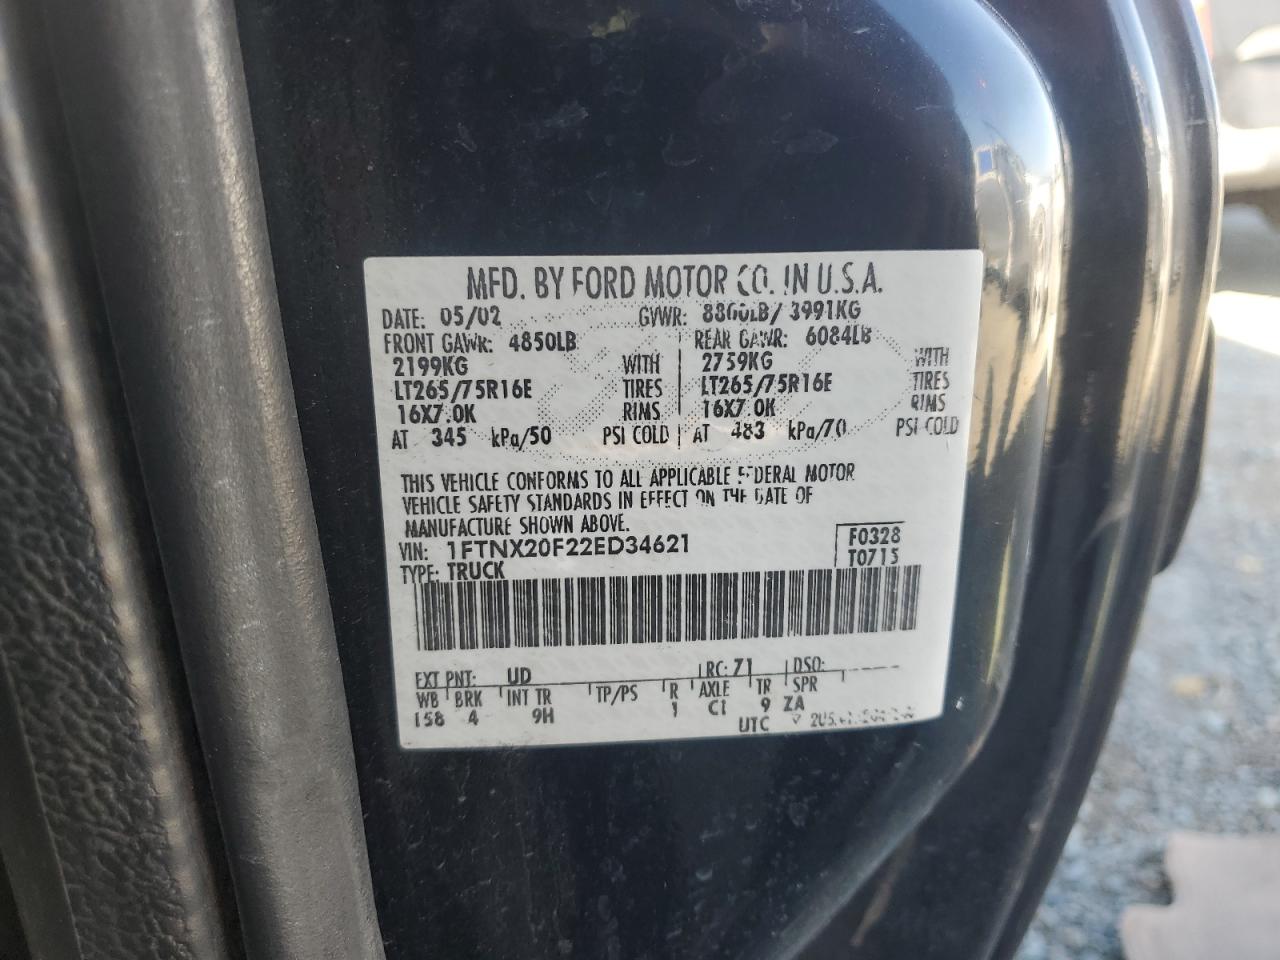 MFD. BY FORD MOTOR CO. IN U.S.A.
DATE: 05/02 GVWR: 8800LB/ 3991KG
FRONT GAWR: 4850LB REAR GAWR: 6084LB
2199KG WITH 2759KG WITH
LT265/75R16E TIRES LT265/75R16E TIRES
16X7.0K RIMS 16X7.0K RIMS
AT 345 kPa/50 PSI COLD AT 483 kPa/70 PSI COLD
THIS VEHICLE CONFORMS TO ALL APPLICABLE FEDERAL MOTOR
VEHICLE SAFETY STANDARDS IN EFFECT ON THE DATE OF
MANUFACTURE SHOWN ABOVE.
VIN: 1FTNX20F22ED34621 F0328
TYPE: TRUCK T0715
EXT PNT: UD RC: 71 DSO:
WB BRK INT TR TP/PS R AXLE TR SPR
158 4 9H 1 C1 9 ZA
UTC